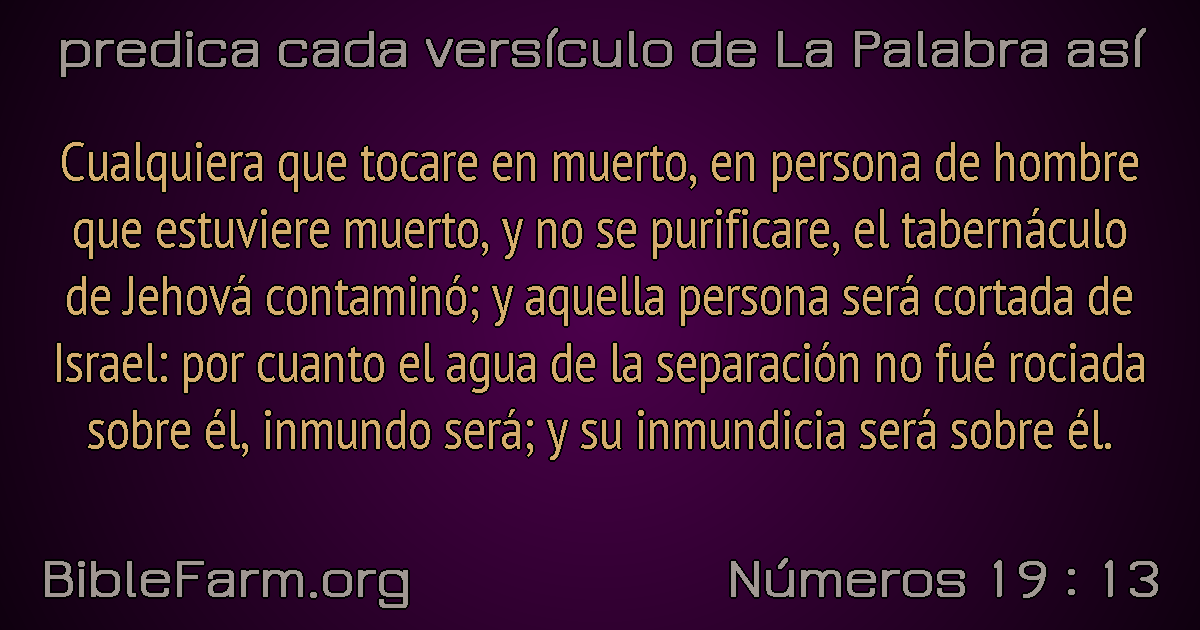 predica cada versículo de La Palabra así
Cualquiera que tocare en muerto, en persona de hombre
que estuviere muerto, y no se purificare, el tabernáculo
de Jehová contaminó; y aquella persona será cortada de
Israel: por cuanto el agua de la separación no fué rociada
sobre él, inmundo será; y su inmundicia será sobre él.
BibleFarm.org
Números 19 : 13